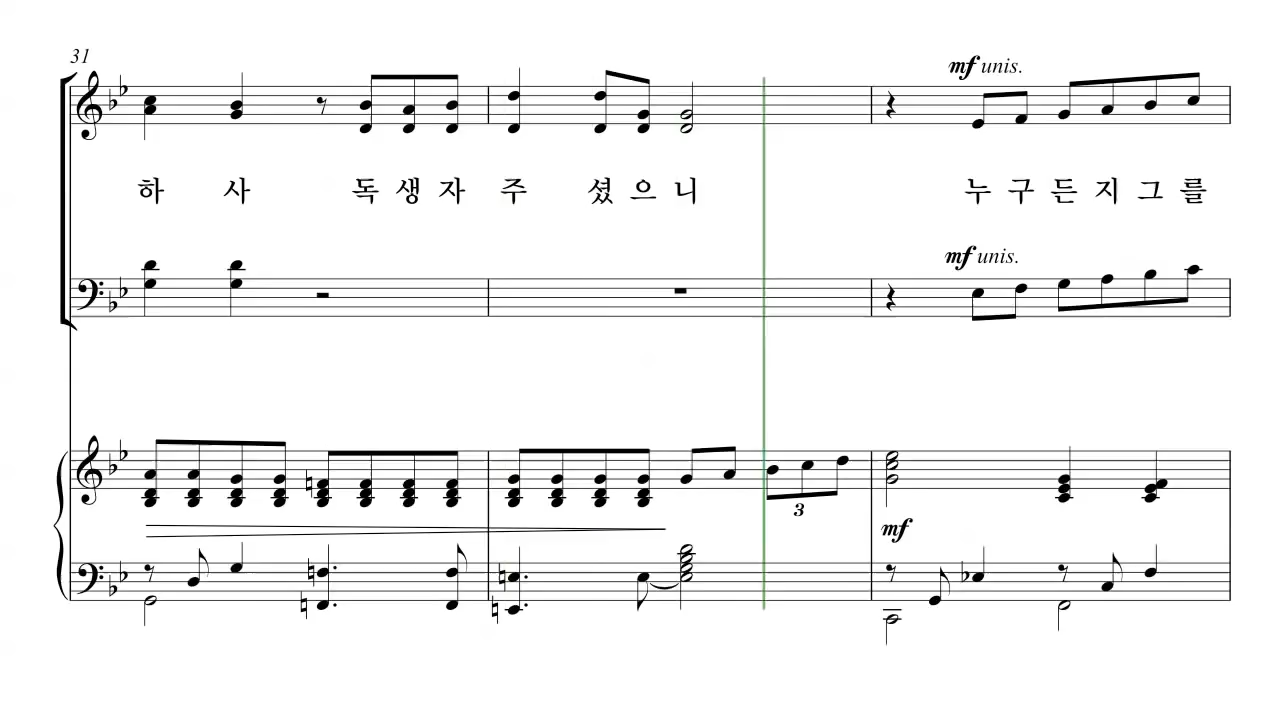 31
mf unis.
하 사 독 생 자 주 셨 으 니 누 구 든 지 그 를
mf unis.
3
mf